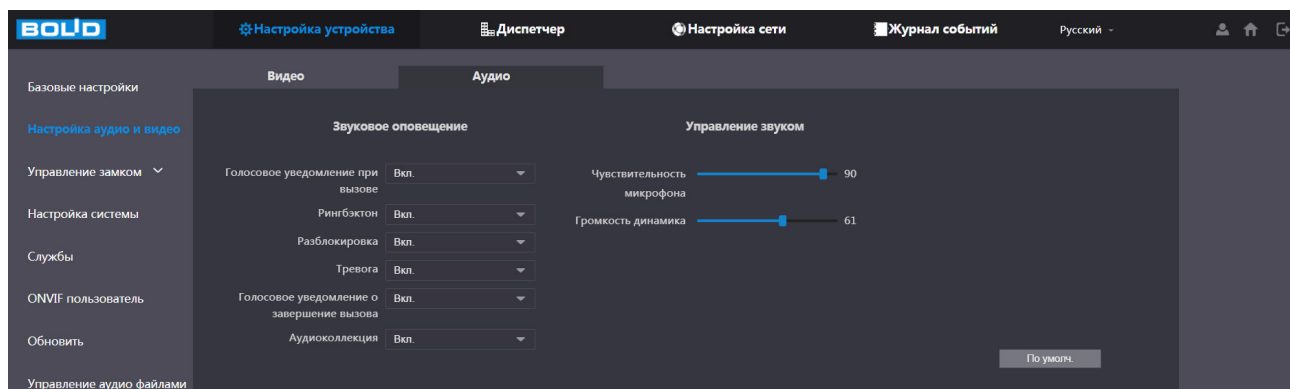 BOLID
Настройка устройства
Диспетчер
Настройка сети
Журнал событий
Русский
Базовые настройки
Настройка аудио и видео
Управление замком
Настройка системы
Службы
ONVIF пользователь
Обновить
Управление аудио файлами
Видео
Аудио
Звуковое оповещение
Голосовое уведомление при
вызове
Вкл.
Рингбэктон
Вкл.
Разблокировка
Вкл.
Тревога
Вкл.
Голосовое уведомление о
завершение вызова
Вкл.
Аудиоколлекция
Вкл.
Управление звуком
Чувствительность
микрофона
90
Громкость динамика
61
По умолч.